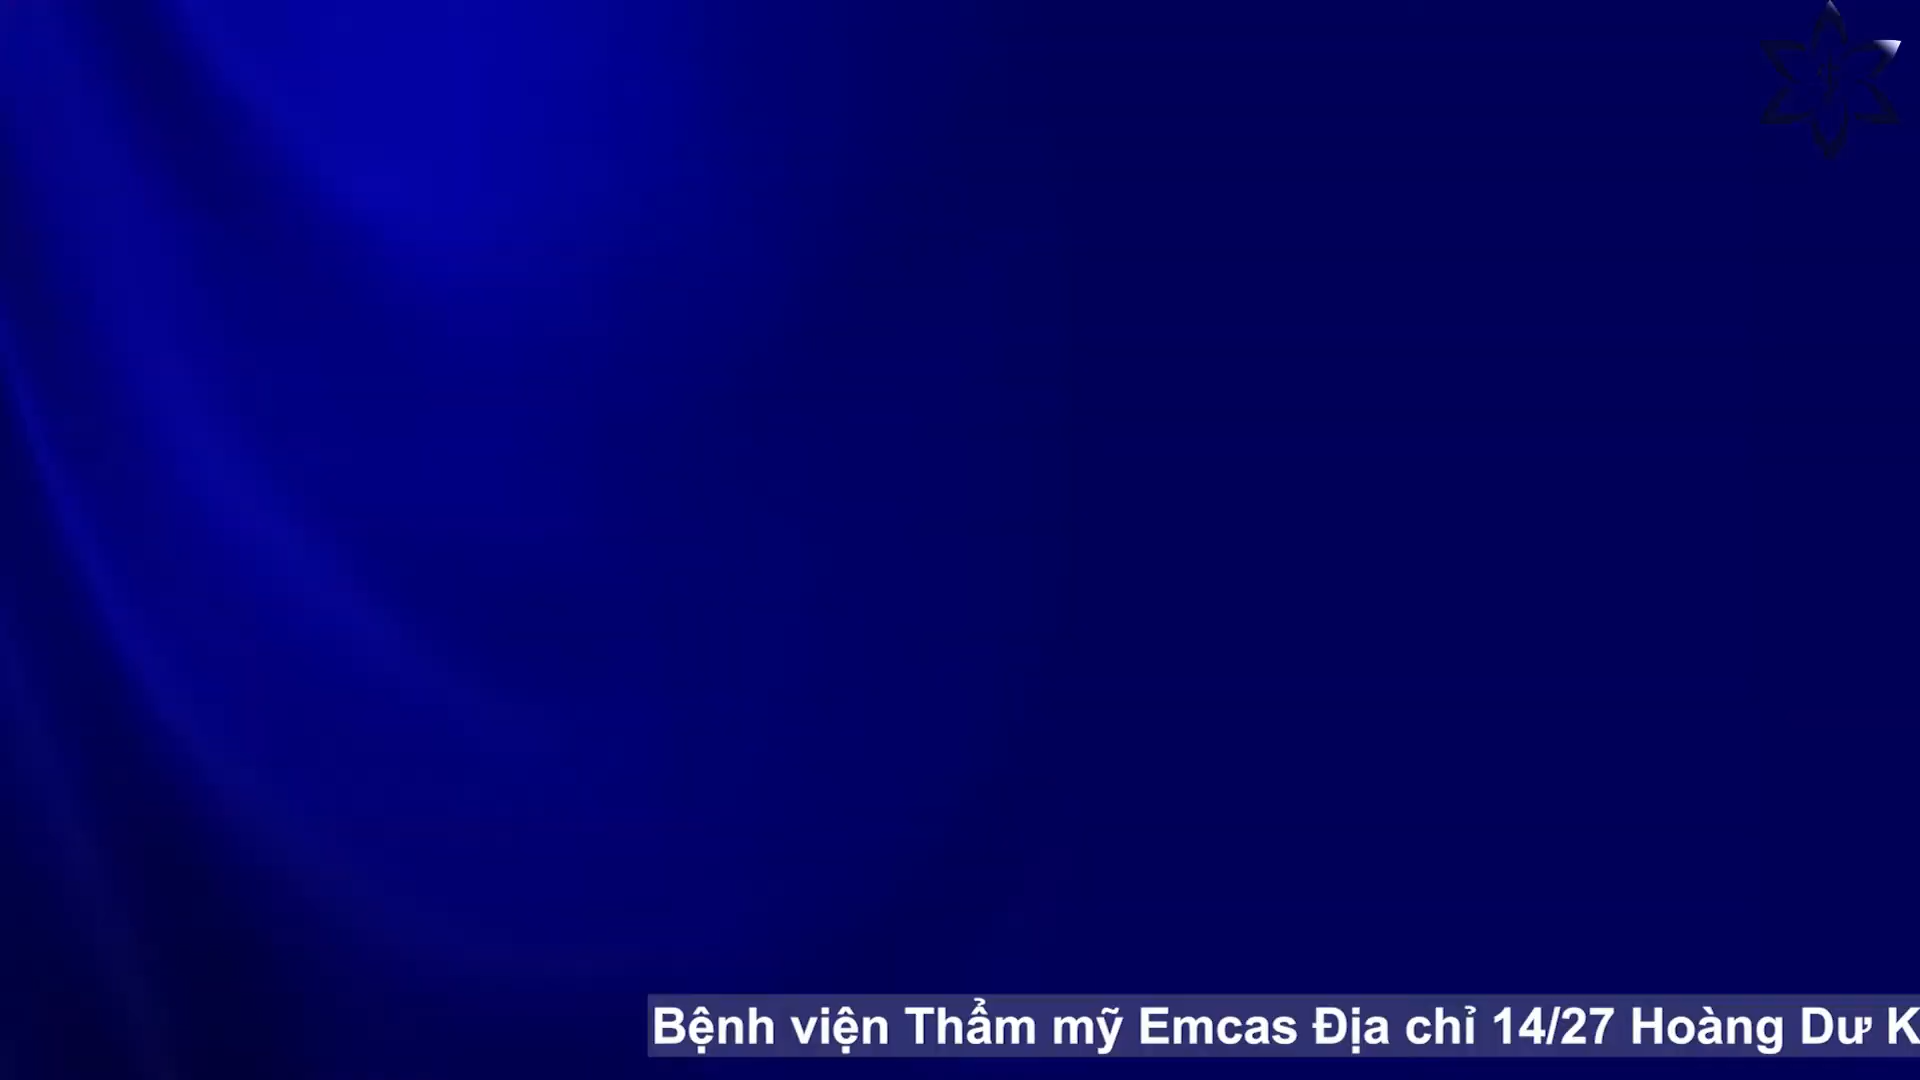 Bệnh viện Thẩm mỹ Emcas Địa chỉ 14/27 Hoàng Dư K